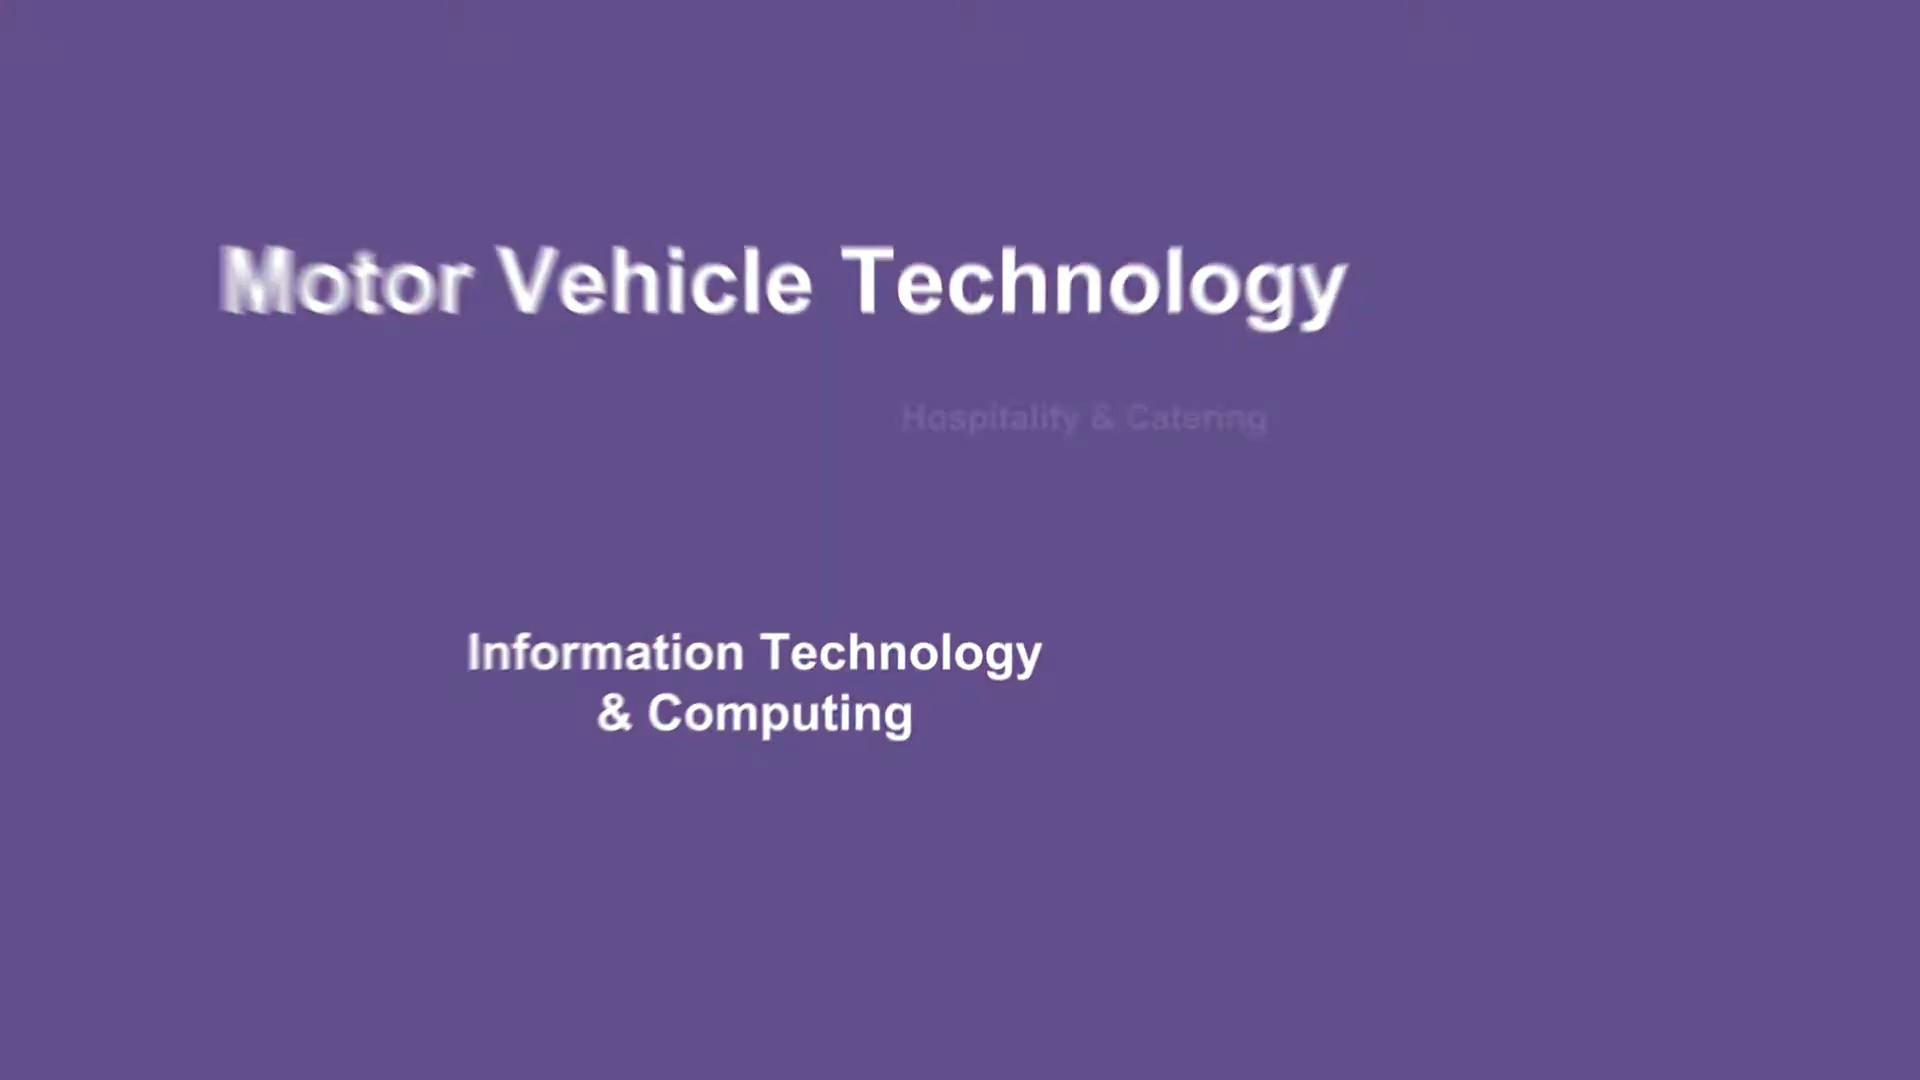 Motor Vehicle Technology
Hospitality & Catering
Information Technology
& Computing